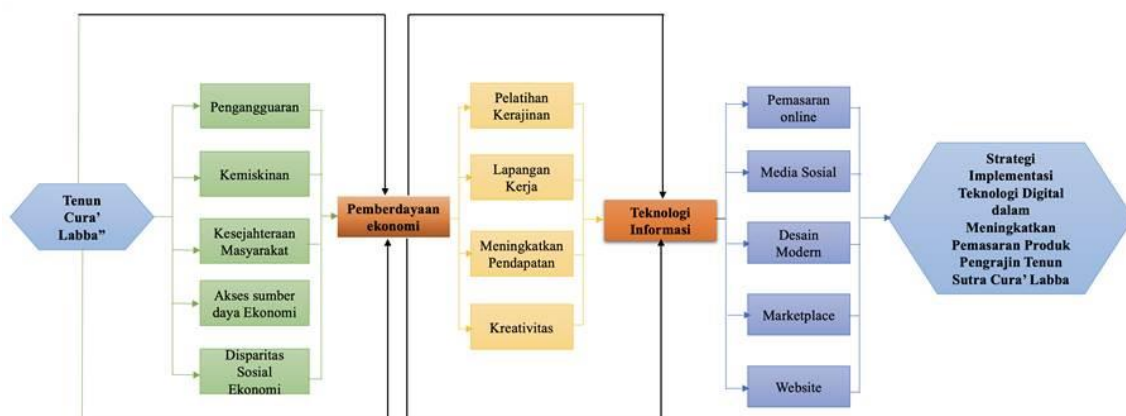 Tenun
Cura'
Labba”
Pengangguaran
Kemiskinan
Kesejahteraan
Masyarakat
Akses sumber
daya Ekonomi
Disparitas
Sosial
Ekonomi
Pemberdayaan
ekonomi
Pelatihan
Kerajinan
Lapangan
Kerja
Meningkatkan
Pendapatan
Kreativitas
Teknologi
Informasi
Pemasaran
online
Media Sosial
Desain
Modern
Marketplace
Website
Strategi
Implementasi
Teknologi Digital
dalam
Meningkatkan
Pemasaran Produk
Pengrajin Tenun
Sutra Cura’ Labba